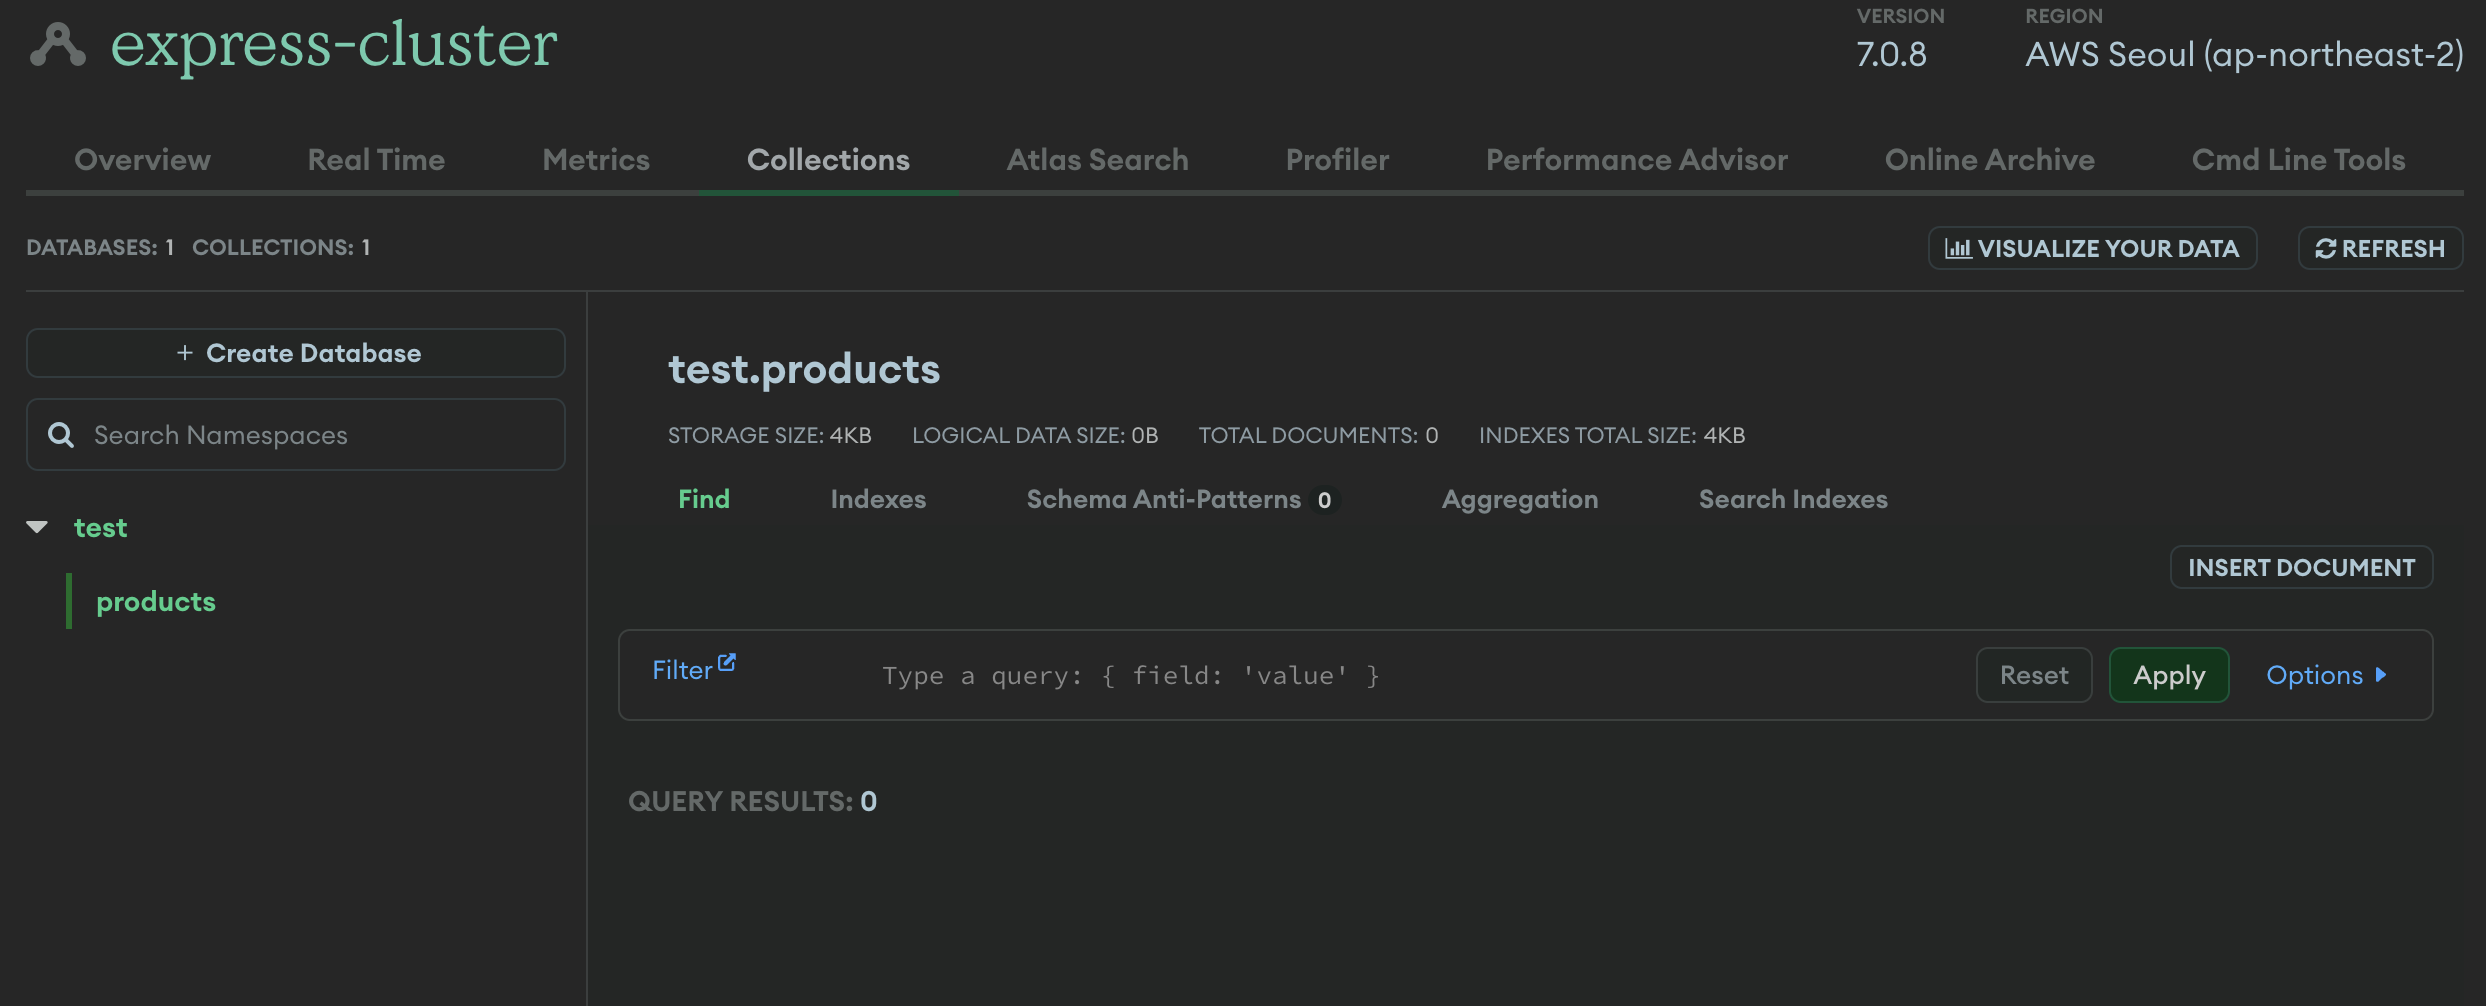 express-cluster
VERSION
7.0.8
REGION
AWS Seoul (ap-northeast-2)
Overview
Real Time
Metrics
Collections
Atlas Search
Profiler
Performance Advisor
Online Archive
Cmd Line Tools
DATABASES: 1 COLLECTIONS: 1
VISUALIZE YOUR DATA
REFRESH
+ Create Database
Search Namespaces
test
products
test.products
STORAGE SIZE: 4KB LOGICAL DATA SIZE: 0B TOTAL DOCUMENTS: 0 INDEXES TOTAL SIZE: 4KB
Find
Indexes
Schema Anti-Patterns 0
Aggregation
Search Indexes
INSERT DOCUMENT
Filter
Type a query: { field: 'value' }
Reset
Apply
Options
QUERY RESULTS: 0